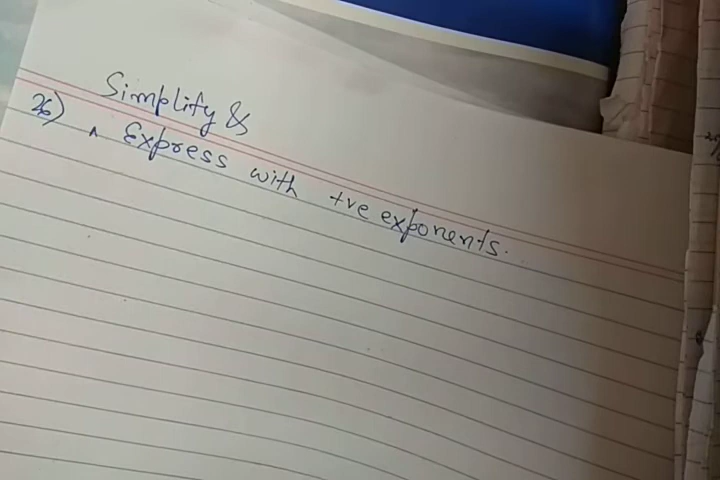 Simplify &
26) ^ Express with +ve exponents.